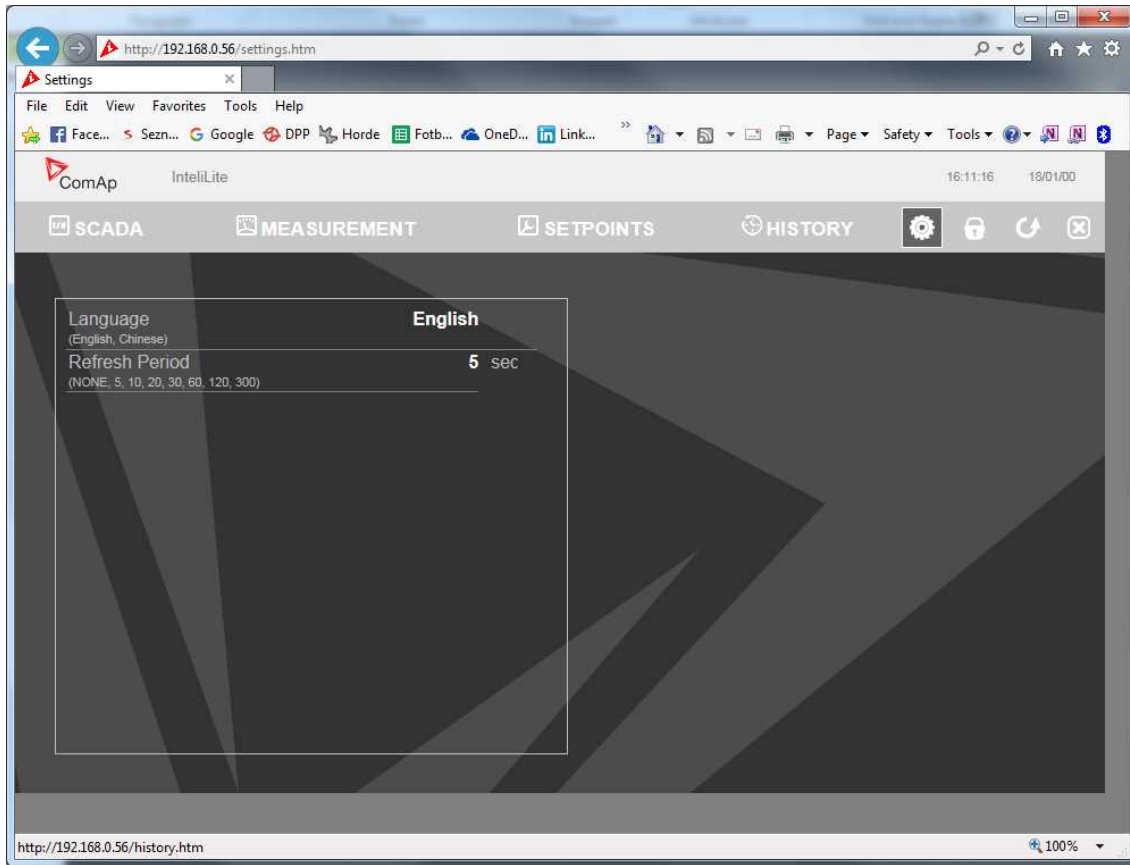 http://192.168.0.56/settings.htm
Settings
File Edit View Favorites Tools Help
Face... Sezn... Google DPP Horde Fotb... OneD... Link... » Page Safety Tools
ComAp InteliLite 16:11:16 18/01/00
SCADA MEASUREMENT SETPOINTS HISTORY
Language English
(English, Chinese)
Refresh Period 5 sec
(NONE, 5, 10, 20, 30, 60, 120, 300)
http://192.168.0.56/history.htm 100%